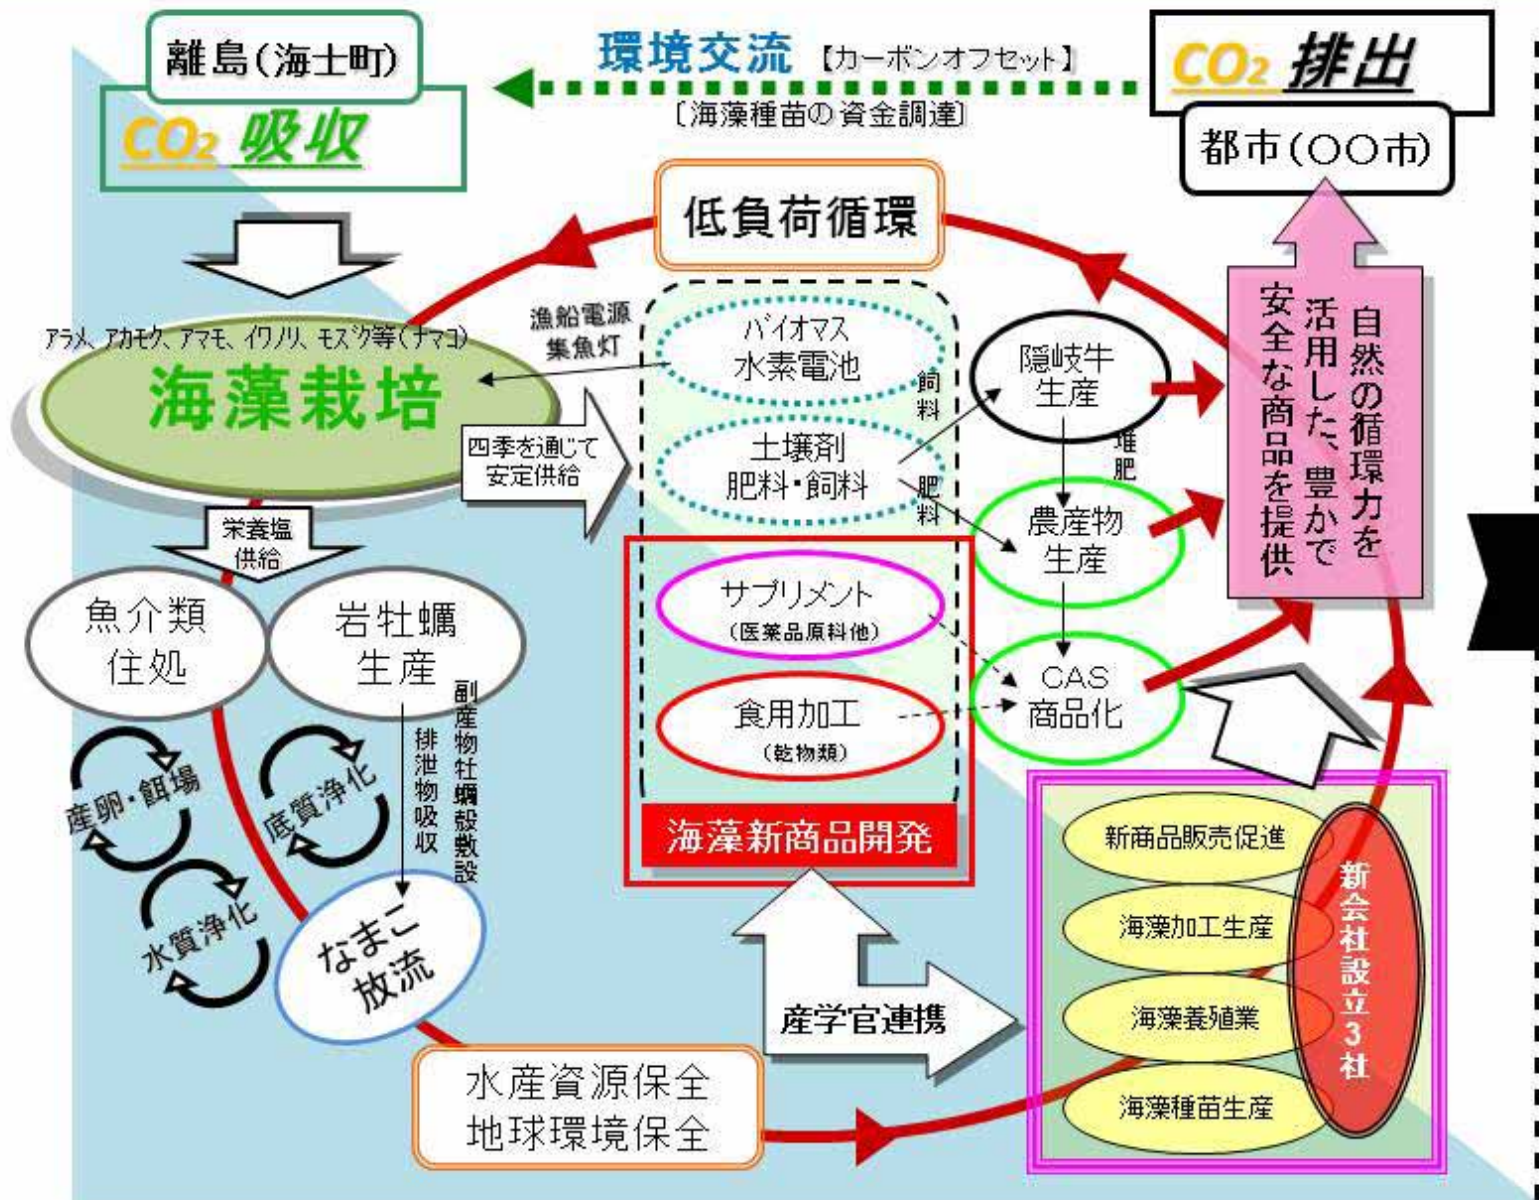 離島(海士町)
CO2 吸収
環境交流【カーボンオフセット】
〔海藻種苗の資金調達〕
CO2 排出
都市(〇〇市)
低負荷循環
アラメ、アカモク、アマモ、イワノリ、モズク等(ナマコ)
海藻栽培
漁船電源
集魚灯
バイオマス
水素電池
飼料
土壌剤
肥料・飼料
肥料
四季を通じて
安定供給
隠岐牛
生産
堆肥
農産物
生産
自然の循環力を
活用した、豊かで
安全な商品を提供
栄養塩
供給
魚介類
住処
岩牡蠣
生産
サプリメント
(医薬品原料他)
食用加工
(乾物類)
海藻新商品開発
CAS
商品化
産卵・餌場
底質浄化
水質浄化
副産物牡蠣殻敷設
排泄物吸収
なまこ
放流
産学官連携
新商品販売促進
海藻加工生産
海藻養殖業
海藻種苗生産
新会社設立3社
水産資源保全
地球環境保全